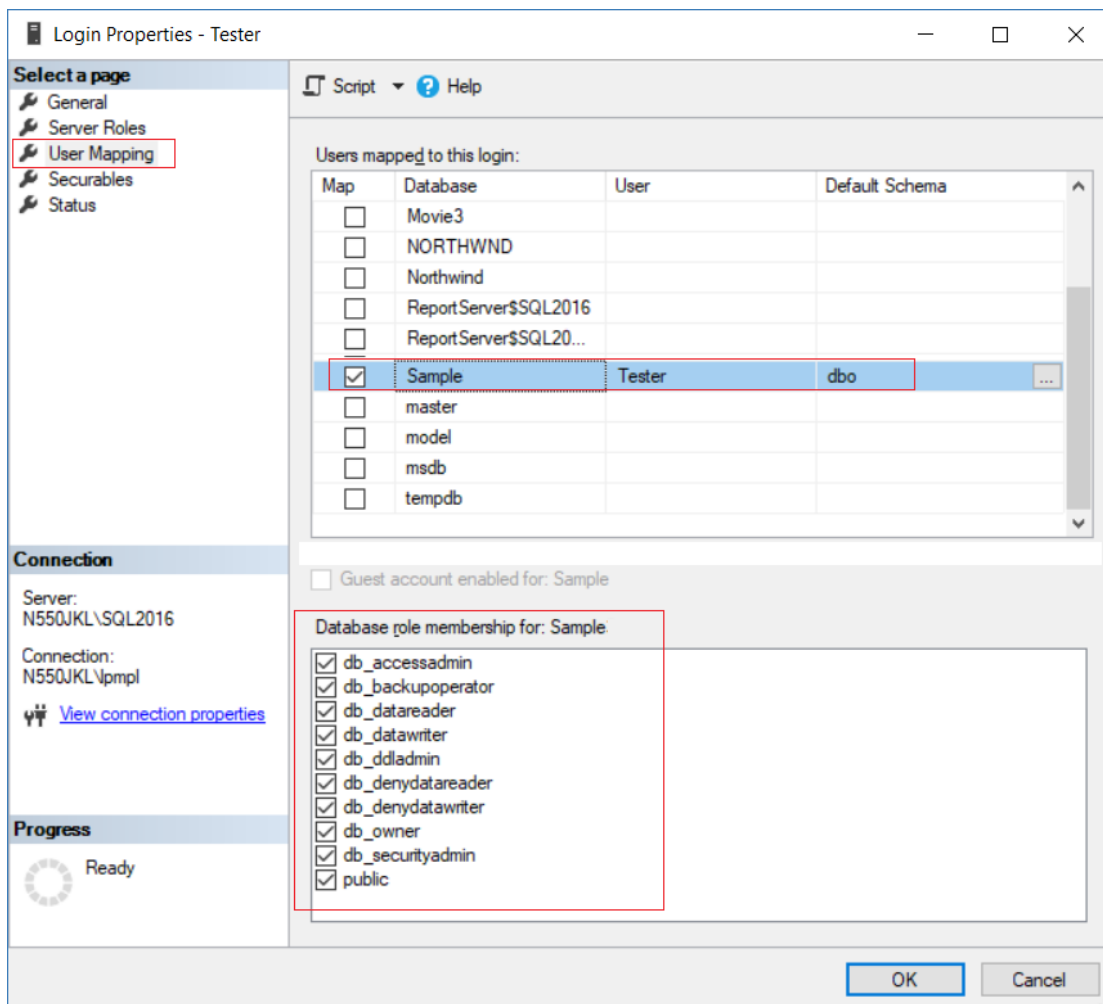 Login Properties - Tester
Select a page
General
Server Roles
User Mapping
Securables
Status
Script
Help
Users mapped to this login:
Map Database User Default Schema
Movie3
NORTHWND
Northwind
ReportServer$SQL2016
ReportServer$SQL20...
Sample Tester dbo ...
master
model
msdb
tempdb
Guest account enabled for: Sample
Database role membership for: Sample
db_accessadmin
db_backupoperator
db_datareader
db_datawriter
db_ddladmin
db_denydatareader
db_denydatawriter
db_owner
db_securityadmin
public
Connection
Server:
N550JKL\SQL2016
Connection:
N550JKL\lpmpl
View connection properties
Progress
Ready
OK
Cancel